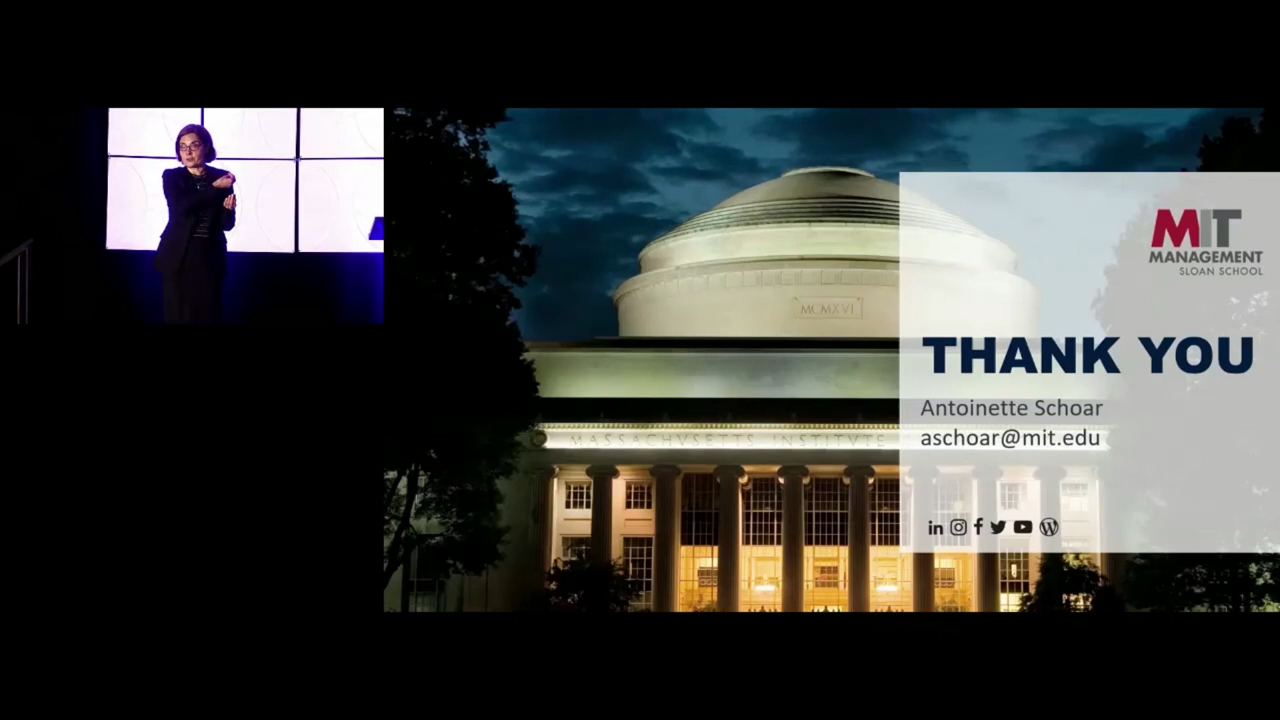 MCMXVI
MASSACHVSETTS INSTITVTE
MIT
MANAGEMENT
SLOAN SCHOOL
THANK YOU
Antoinette Schoar
aschoar@mit.edu